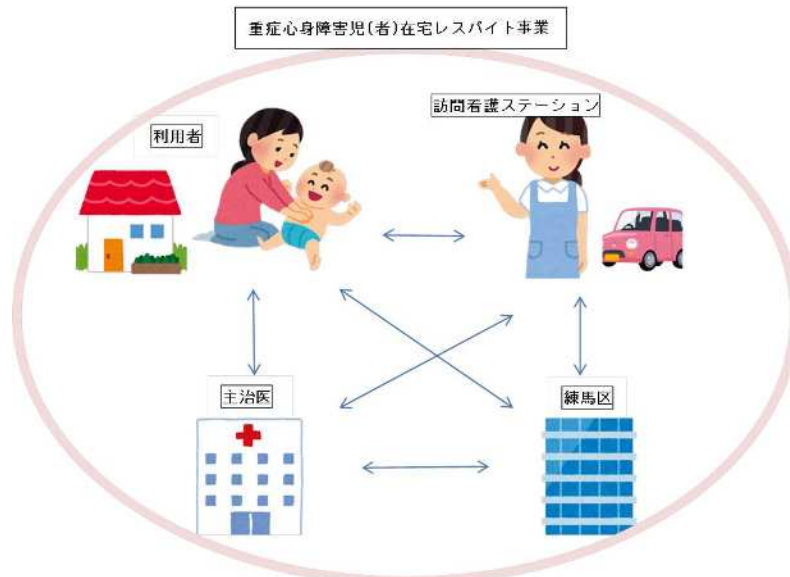 重症心身障害児(者)在宅レスパイト事業
訪問看護ステーション
利用者
主治医
練馬区